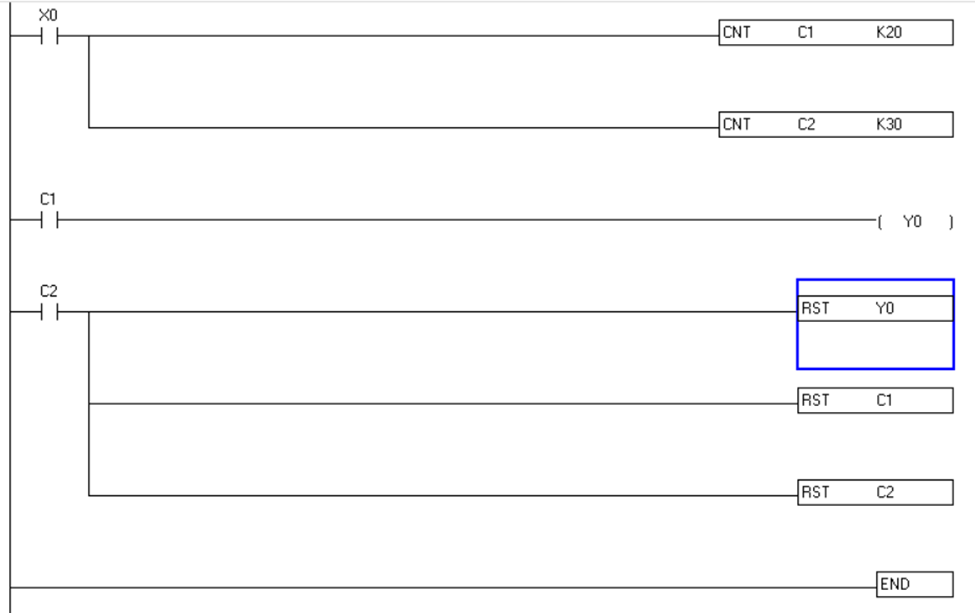 X0
CNT C1 K20
CNT C2 K30
C1
( Y0 )
C2
RST Y0
RST C1
RST C2
END